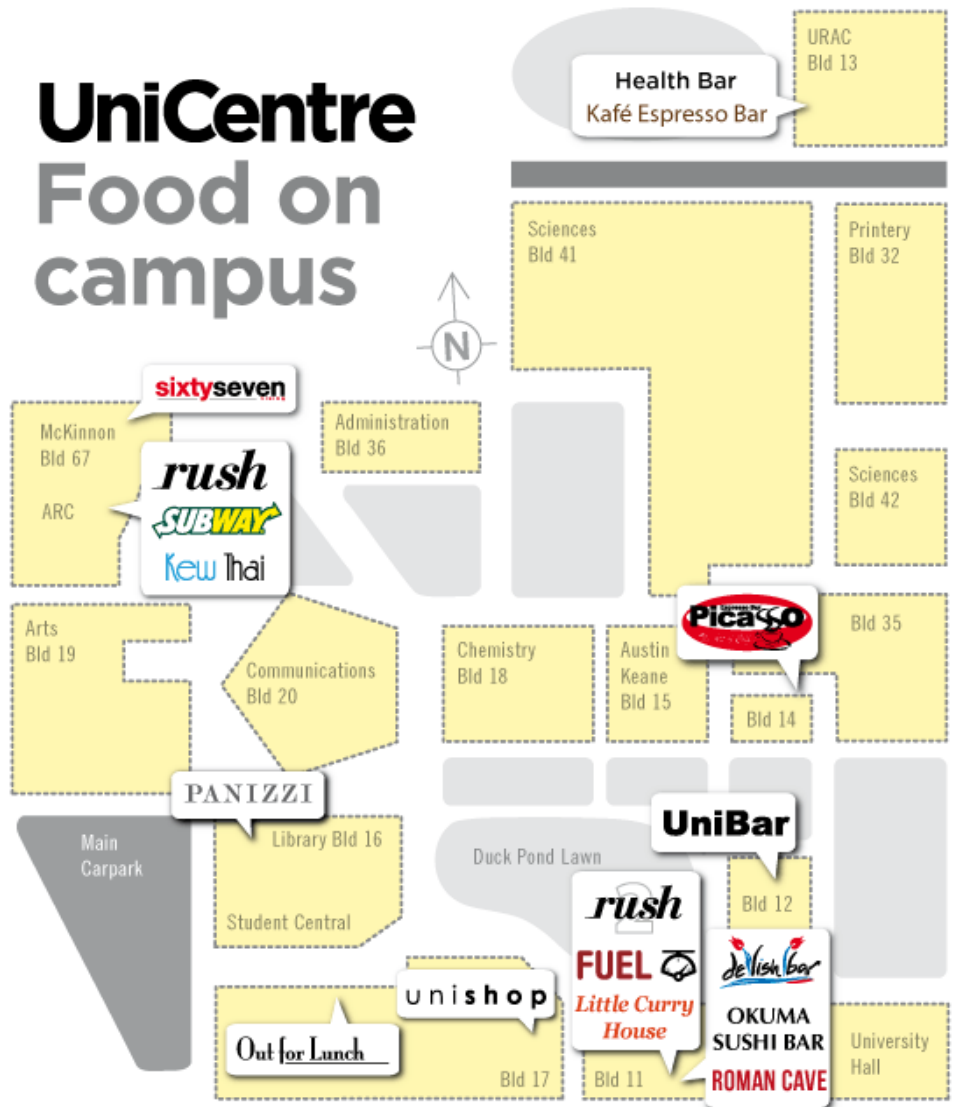 UniCentre
Food on
campus
URAC
Bld 13
Health Bar
Kafé Espresso Bar
Sciences
Bld 41
Printery
Bld 32
N
sixtyseven
McKinnon
Bld 67
ARC
rush
SUBWAY
Kew Thai
Administration
Bld 36
Sciences
Bld 42
Arts
Bld 19
Communications
Bld 20
Chemistry
Bld 18
Austin
Keane
Bld 15
Picasso
Bld 35
Bld 14
PANIZZI
Main
Carpark
Library Bld 16
Student Central
Duck Pond Lawn
UniBar
Bld 12
rush
2
FUEL
Little Curry
House
devlish bar
OKUMA
SUSHI BAR
ROMAN CAVE
unishop
Out for Lunch
Bld 17
Bld 11
University
Hall